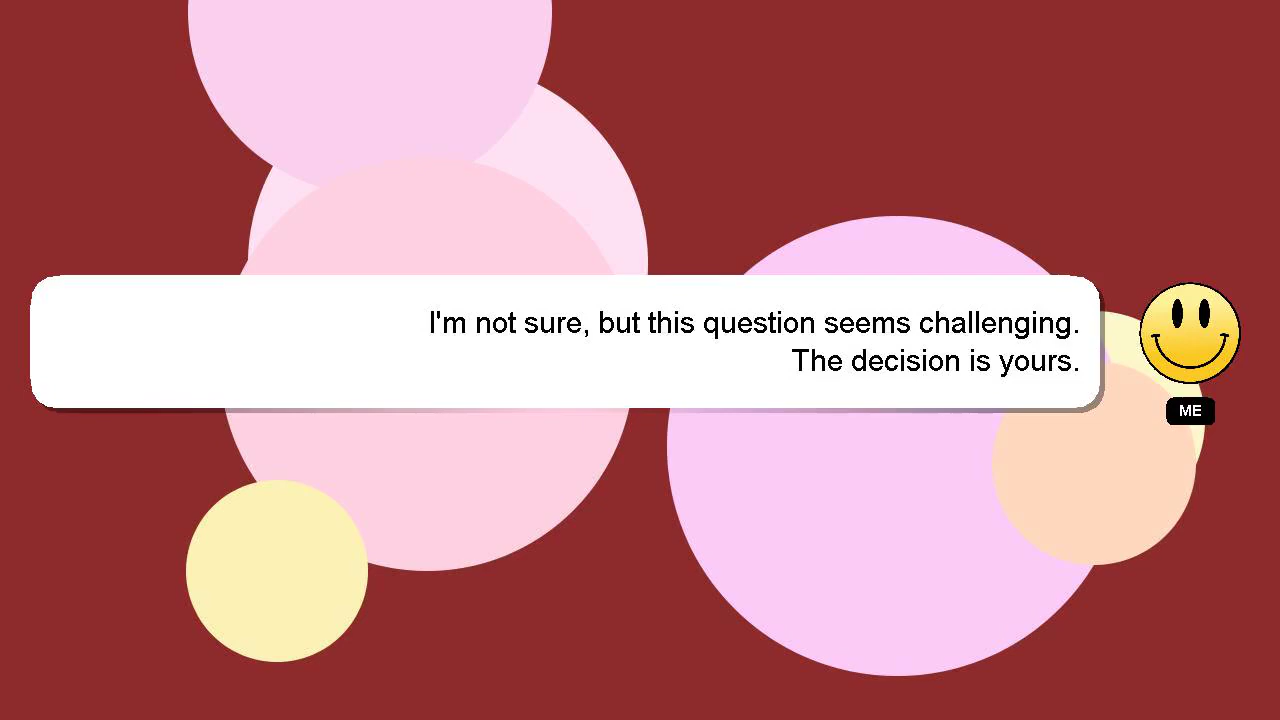 I'm not sure, but this question seems challenging.
The decision is yours.
ME